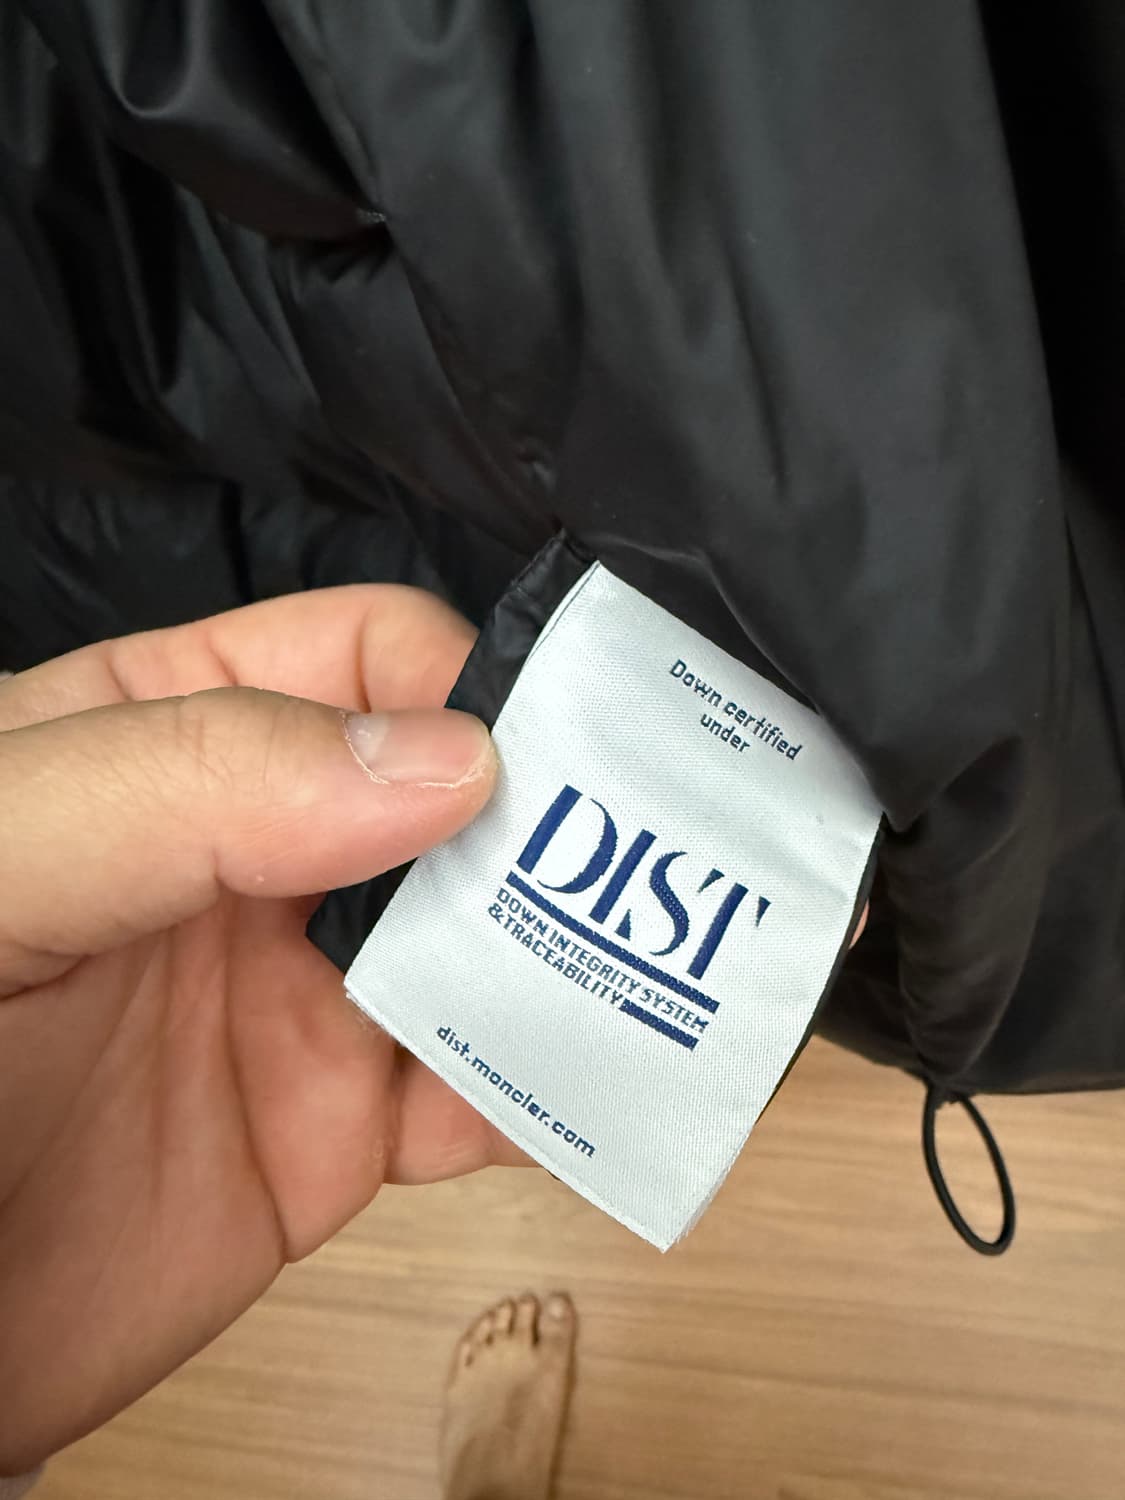 Down certified
under
DIST
DOWN INTEGRITY SYSTEM
& TRACEABILITY
dist.moncler.com